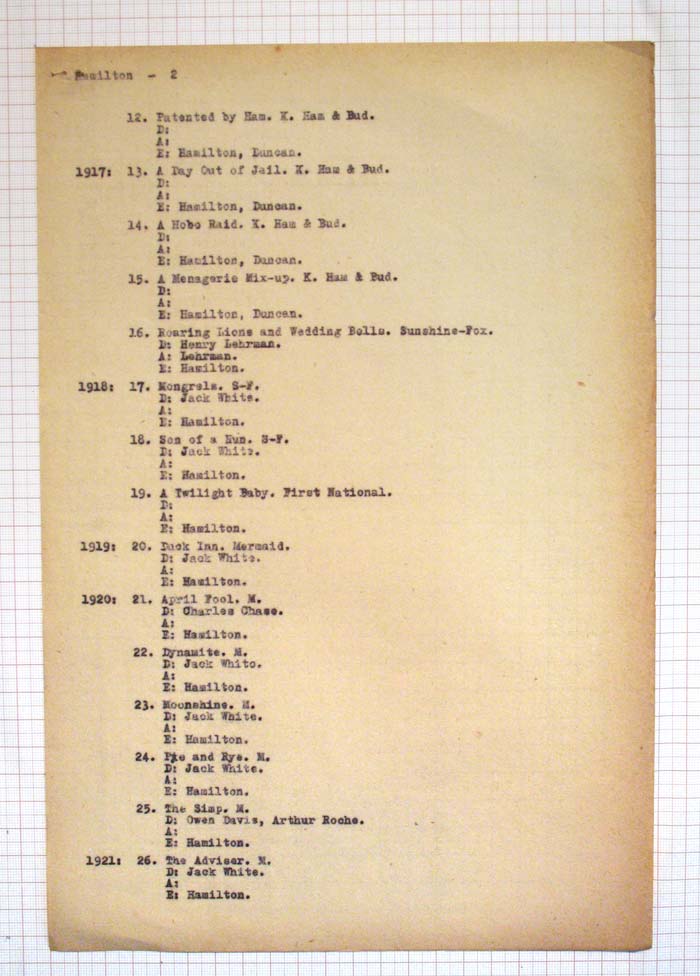 Hamilton - 2
12. Patented by Ham. K. Ham & Bud.
D:
A:
E: Hamilton, Duncan.
1917: 13. A Day Out of Jail. K. Ham & Bud.
D:
A:
E: Hamilton, Duncan.
14. A Hobo Raid. K. Ham & Bud.
D:
A:
E: Hamilton, Duncan.
15. A Menagerie Mix-up. K. Ham & Bud.
D:
A:
E: Hamilton, Duncan.
16. Roaring Lions and Wedding Bells. Sunshine-Fox.
D: Henry Lehrman.
A: Lehrman.
E: Hamilton.
1918: 17. Mongrels. S-F.
D: Jack White.
A:
E: Hamilton.
18. Son of a Hun. S-F.
D: Jack White.
A:
E: Hamilton.
19. A Twilight Baby. First National.
D:
A:
E: Hamilton.
1919: 20. Duck Inn. Mermaid.
D: Jack White.
A:
E: Hamilton.
1920: 21. April Fool. M.
D: Charles Chase.
A:
E: Hamilton.
22. Dynamite. M.
D: Jack White.
A:
E: Hamilton.
23. Moonshine. M.
D: Jack White.
A:
E: Hamilton.
24. Pie and Rye. M.
D: Jack White.
A:
E: Hamilton.
25. The Simp. M.
D: Owen Davis, Arthur Roche.
A:
E: Hamilton.
1921: 26. The Adviser. M.
D: Jack White.
A:
E: Hamilton.